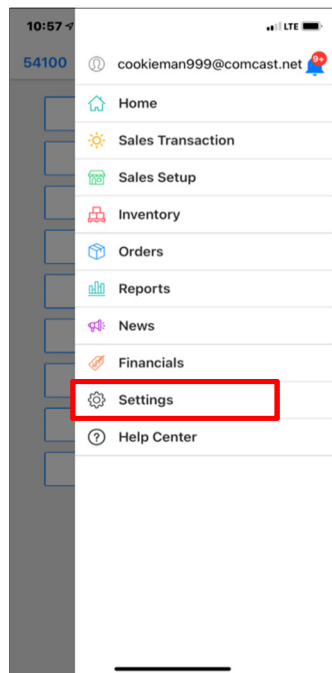 10:57
LTE
54100
cookieman999@comcast.net
9+
Home
Sales Transaction
Sales Setup
Inventory
Orders
Reports
News
Financials
Settings
Help Center